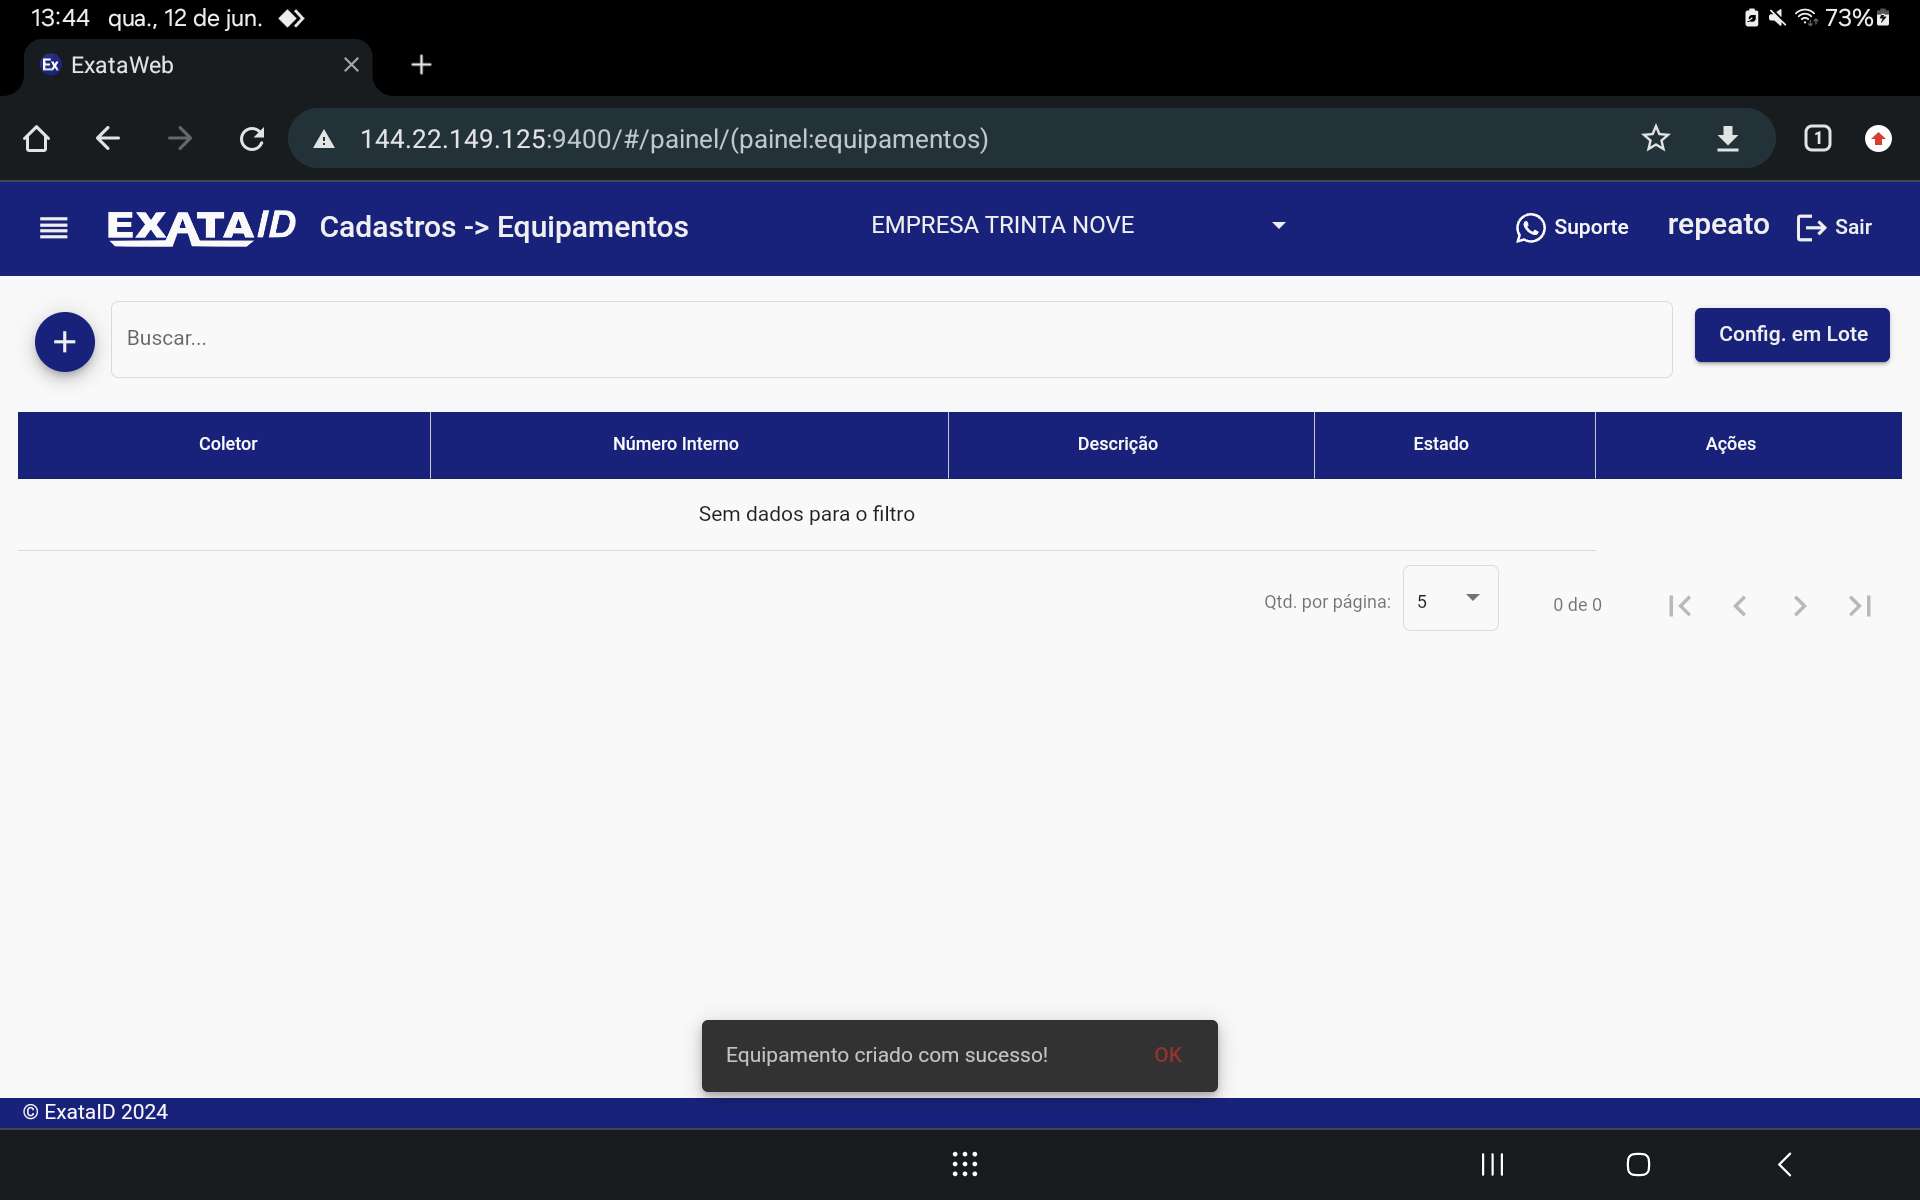 13:44 qua., 12 de jun. 73%
Ex ExataWeb
144.22.149.125:9400/#/painel/(painel:equipamentos) 1
EXATAID Cadastros -> Equipamentos EMPRESA TRINTA NOVE Suporte repeato Sair
Buscar... Config. em Lote
Coletor Número Interno Descrição Estado Ações
Sem dados para o filtro
Qtd. por página: 5 0 de 0
Equipamento criado com sucesso! OK
© ExataID 2024